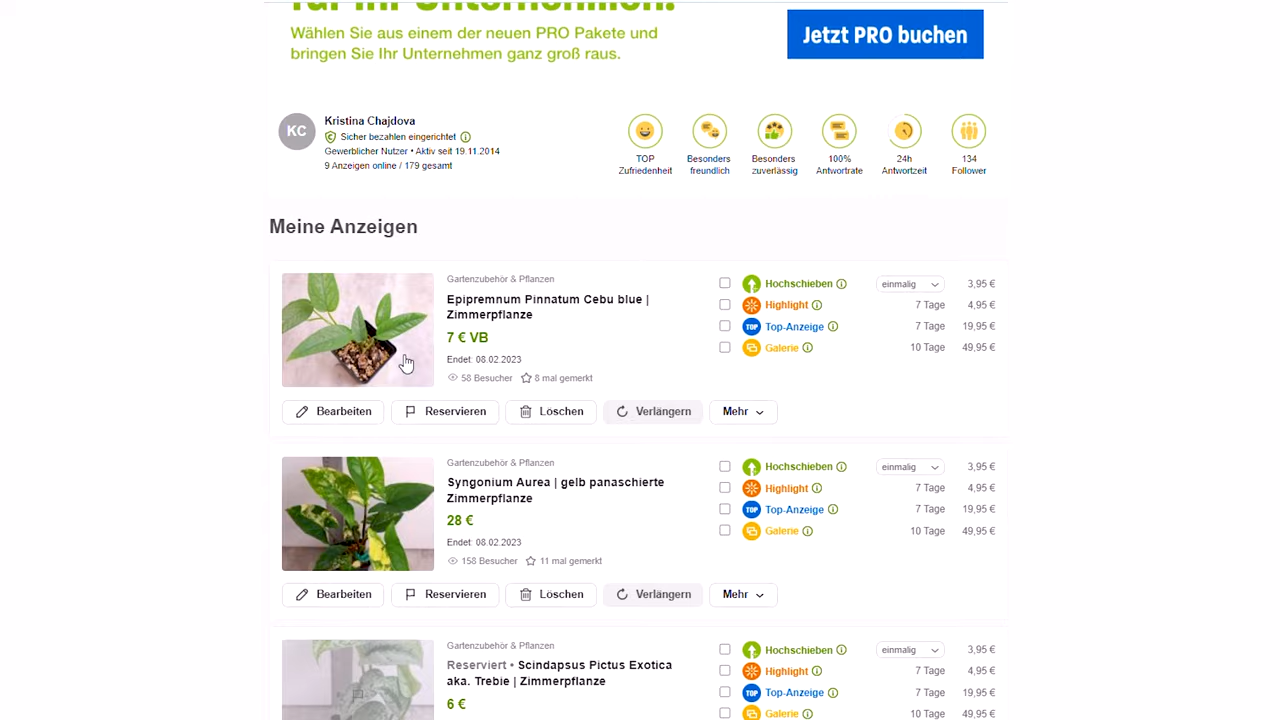 für Ihr Unternehmen.
Wählen Sie aus einem der neuen PRO Pakete und
bringen Sie Ihr Unternehmen ganz groß raus.
Jetzt PRO buchen
KC
Kristina Chajdova
Sicher bezahlen eingerichtet
Gewerblicher Nutzer • Aktiv seit 19.11.2014
9 Anzeigen online / 179 gesamt
TOP
Zufriedenheit
Besonders
freundlich
Besonders
zuverlässig
100%
Antwortrate
24h
Antwortzeit
134
Follower
Meine Anzeigen
Gartenzubehör & Pflanzen
Epipremnum Pinnatum Cebu blue |
Zimmerpflanze
7 € VB
Endet: 08.02.2023
58 Besucher 8 mal gemerkt
Hochschieben einmalig 3,95 €
Highlight 7 Tage 4,95 €
TOP Top-Anzeige 7 Tage 19,95 €
Galerie 10 Tage 49,95 €
Bearbeiten Reservieren Löschen Verlängern Mehr
Gartenzubehör & Pflanzen
Syngonium Aurea | gelb panaschierte
Zimmerpflanze
28 €
Endet: 08.02.2023
158 Besucher 11 mal gemerkt
Hochschieben einmalig 3,95 €
Highlight 7 Tage 4,95 €
TOP Top-Anzeige 7 Tage 19,95 €
Galerie 10 Tage 49,95 €
Bearbeiten Reservieren Löschen Verlängern Mehr
Gartenzubehör & Pflanzen
Reserviert • Scindapsus Pictus Exotica
aka. Trebie | Zimmerpflanze
6 €
Hochschieben einmalig 3,95 €
Highlight 7 Tage 4,95 €
TOP Top-Anzeige 7 Tage 19,95 €
Galerie 10 Tage 49,95 €